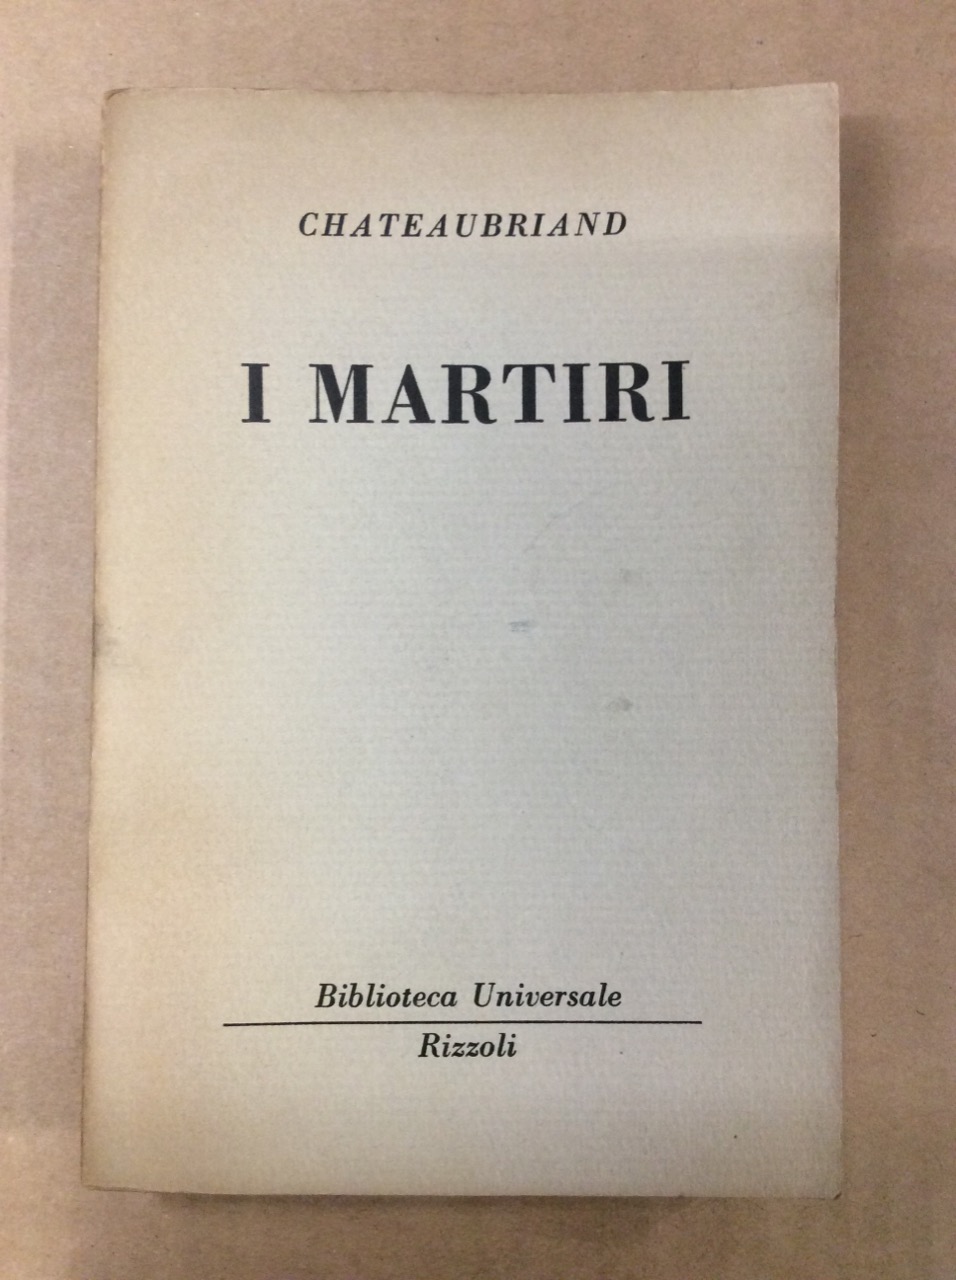 CHATEAUBRIAND
I MARTIRI
Biblioteca Universale
Rizzoli